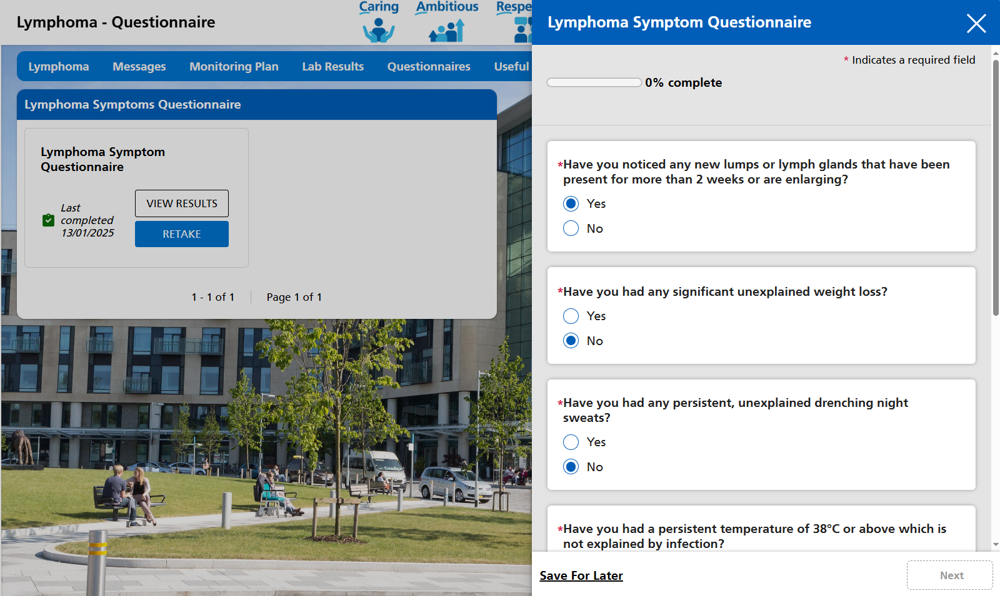 Lymphoma - Questionnaire
Caring
Ambitious
Respe
Lymphoma
Messages
Monitoring Plan
Lab Results
Questionnaires
Useful
Lymphoma Symptoms Questionnaire
Lymphoma Symptom
Questionnaire
Last
completed
13/01/2025
VIEW RESULTS
RETAKE
1 - 1 of 1
Page 1 of 1
Lymphoma Symptom Questionnaire
* Indicates a required field
0% complete
*Have you noticed any new lumps or lymph glands that have been
present for more than 2 weeks or are enlarging?
Yes
No
*Have you had any significant unexplained weight loss?
Yes
No
*Have you had any persistent, unexplained drenching night
sweats?
Yes
No
*Have you had a persistent temperature of 38°C or above which is
not explained by infection?
Save For Later
Next